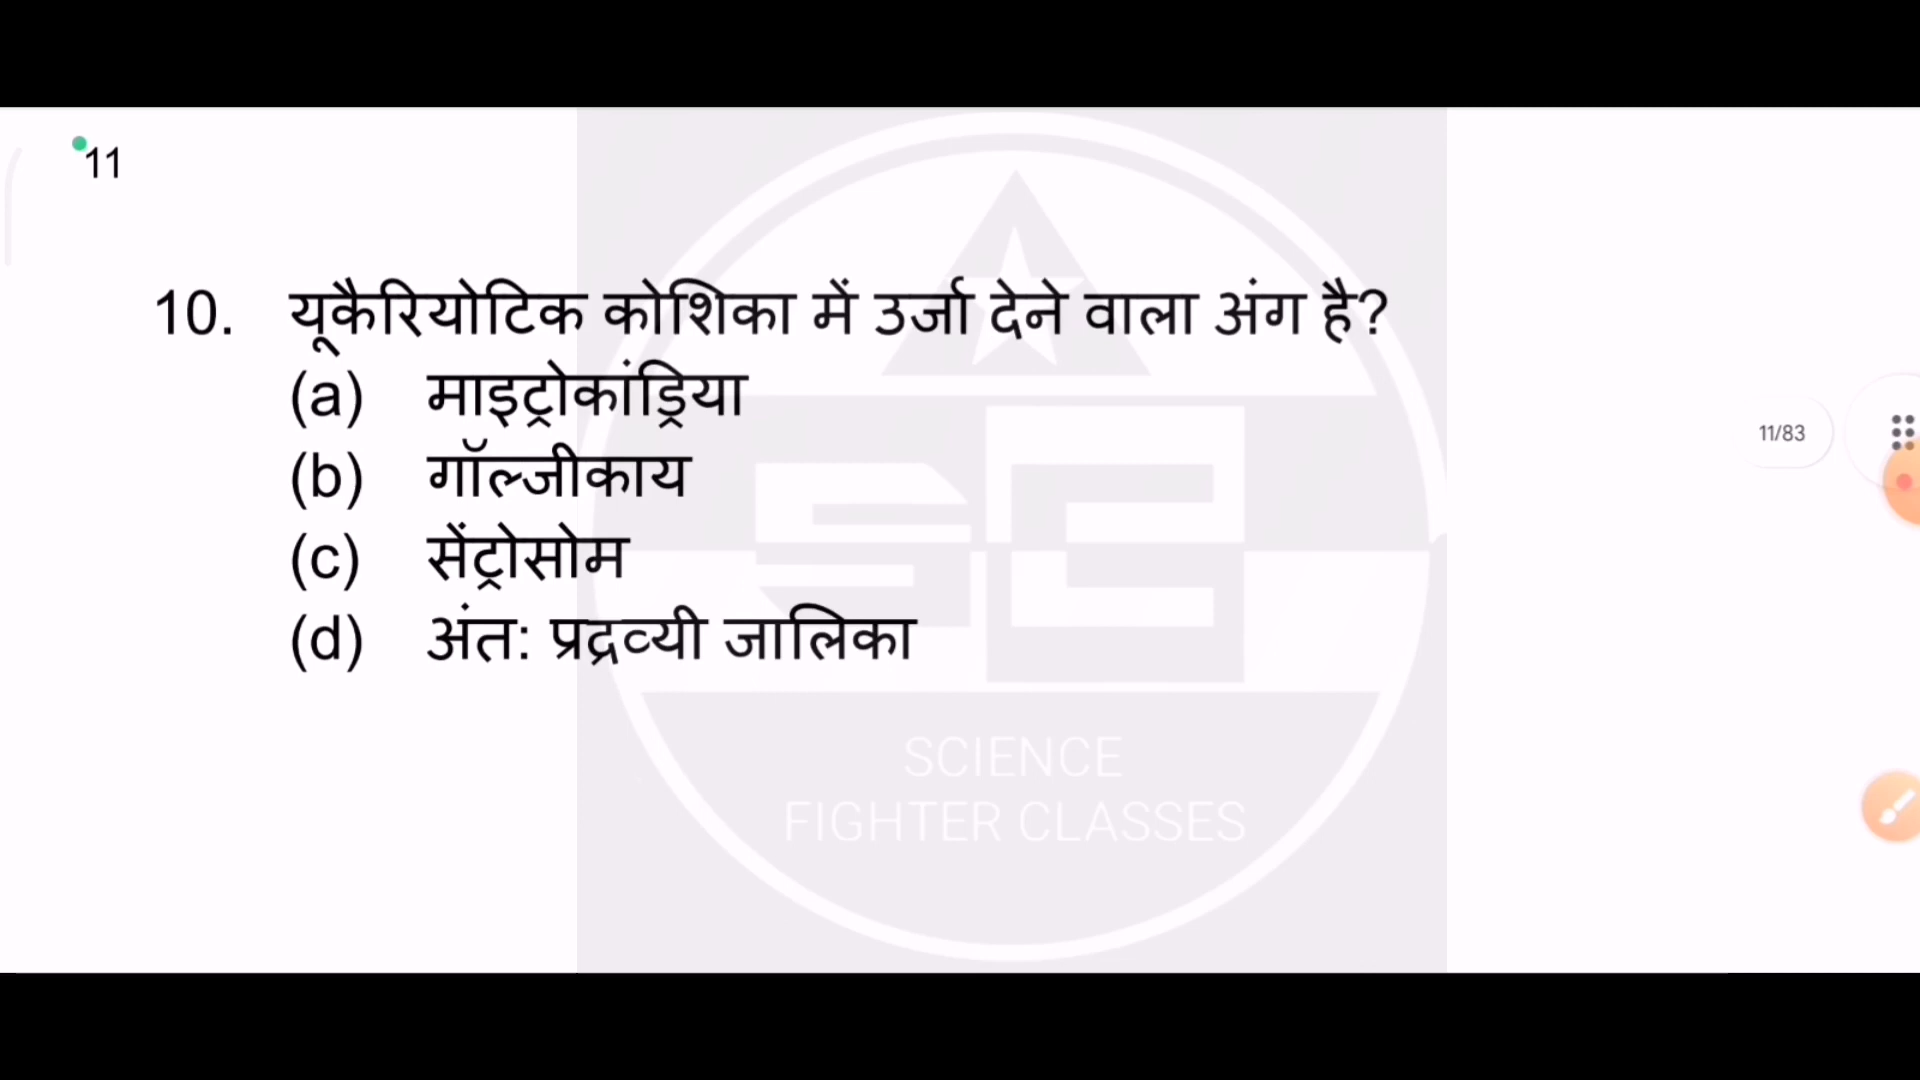 11
10. यूकैरियोटिक कोशिका में उर्जा देने वाला अंग है?
(a) माइट्रोकांड्रिया
(b) गॉल्जीकाय
(c) सेंट्रोसोम
(d) अंत: प्रद्रव्यी जालिका
11/83
SCIENCE
FIGHTER CLASSES